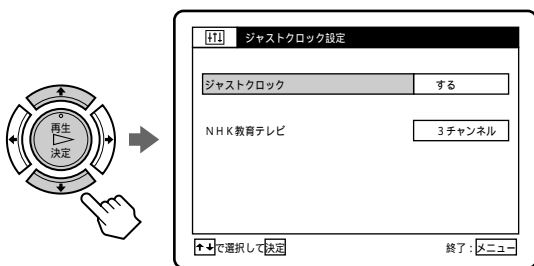 ジャストクロック設定
ジャストクロック する
NHK教育テレビ 3チャンネル
再生
決定
↑↓で選択して決定 終了:メニュー